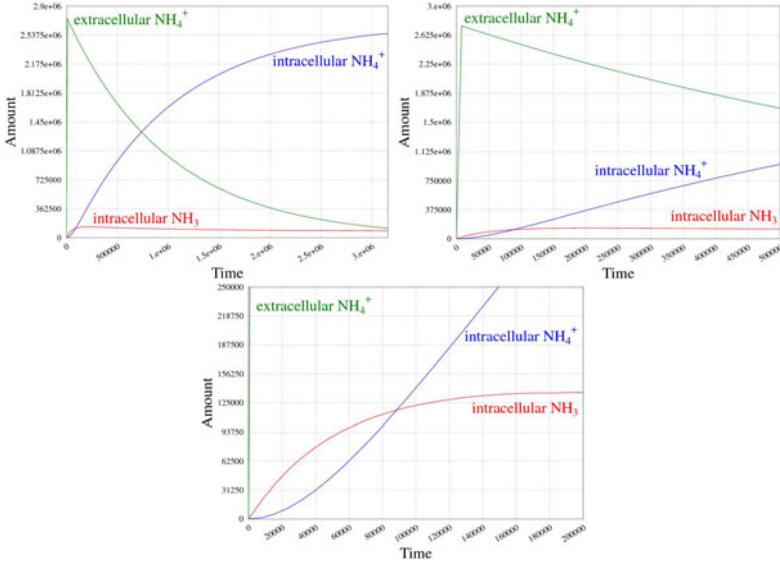 2.9e+06
2.5375e+06
2.175e+06
1.8125e+06
1.45e+06
1.0875e+06
725000
362500
0
Amount
extracellular NH₄⁺
intracellular NH₄⁺
intracellular NH₃
0
500000
1.e+06
1.5e+06
2.e+06
2.5e+06
3.e+06
Time
3.e+06
2.625e+06
2.25e+06
1.875e+06
1.5e+06
1.125e+06
750000
375000
0
Amount
extracellular NH₄⁺
intracellular NH₄⁺
intracellular NH₃
0
50000
100000
150000
200000
250000
300000
350000
400000
450000
500000
Time
250000
218750
187500
156250
125000
93750
62500
31250
0
Amount
extracellular NH₄⁺
intracellular NH₄⁺
intracellular NH₃
0
20000
40000
60000
80000
100000
120000
140000
160000
180000
200000
Time